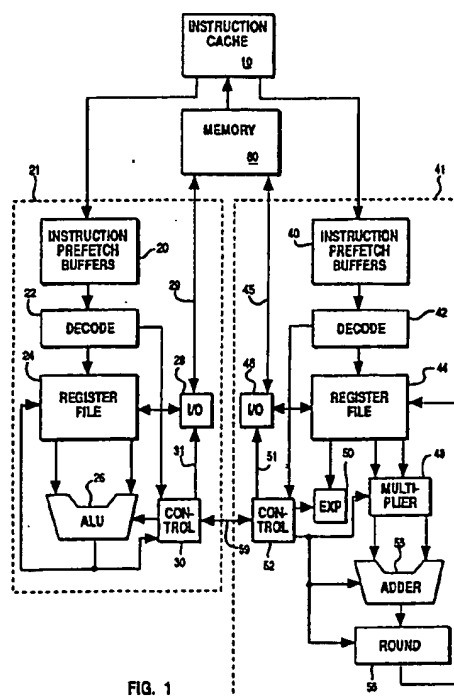 INSTRUCTION
CACHE
10
MEMORY
80
21
41
INSTRUCTION
PREFETCH
BUFFERS
20
40
INSTRUCTION
PREFETCH
BUFFERS
29
45
22
DECODE
DECODE
42
24
REGISTER
FILE
28
I/O
46
I/O
REGISTER
FILE
44
31
51
50
48
26
ALU
CON-
TROL
30
59
CON-
TROL
52
EXP
MULTI-
PLIER
53
ADDER
ROUND
56
FIG. 1